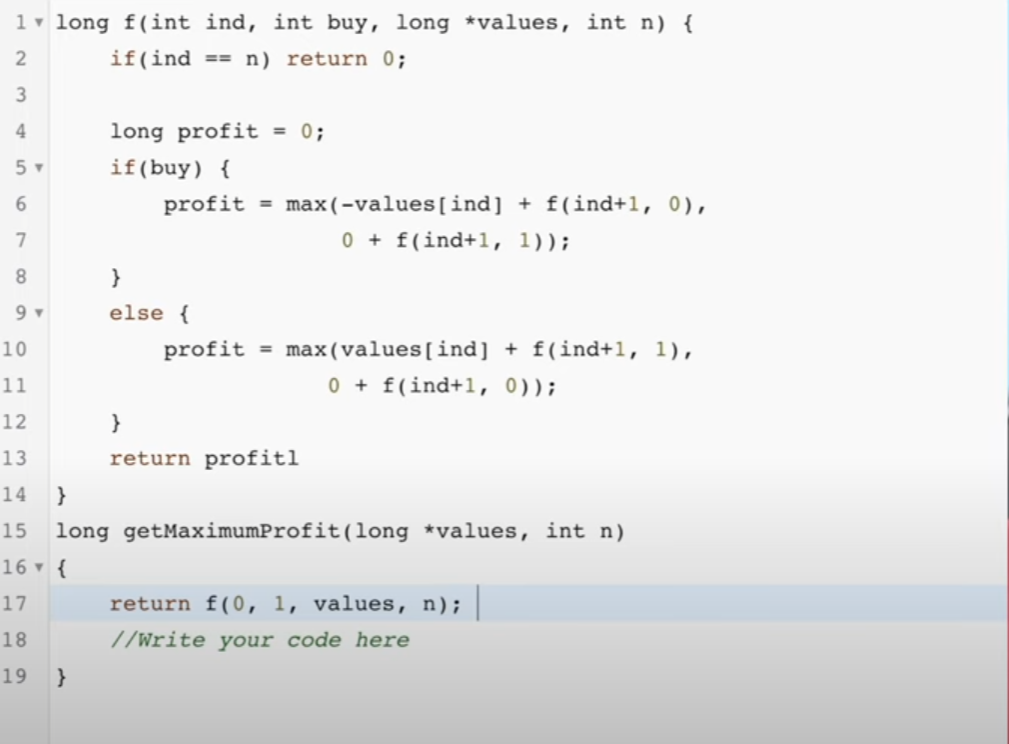 1 long f(int ind, int buy, long *values, int n) {
2     if(ind == n) return 0;
3
4     long profit = 0;
5     if(buy) {
6         profit = max(-values[ind] + f(ind+1, 0),
7                      0 + f(ind+1, 1));
8     }
9     else {
10         profit = max(values[ind] + f(ind+1, 1),
11                     0 + f(ind+1, 0));
12     }
13     return profitl
14 }
15 long getMaximumProfit(long *values, int n)
16 {
17     return f(0, 1, values, n);
18     //Write your code here
19 }